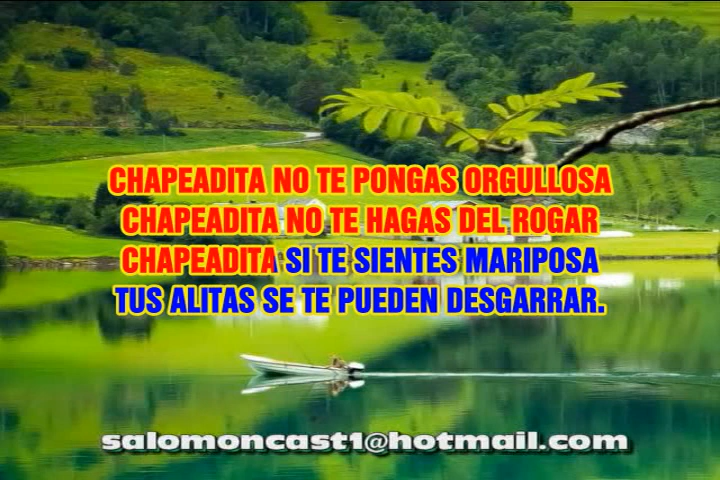 CHAPEADITA NO TE PONGAS ORGULLOSA
CHAPEADITA NO TE HAGAS DEL ROGAR
CHAPEADITA SI TE SIENTES MARIPOSA
TUS ALITAS SE TE PUEDEN DESGARRAR.
salomoncast1@hotmail.com